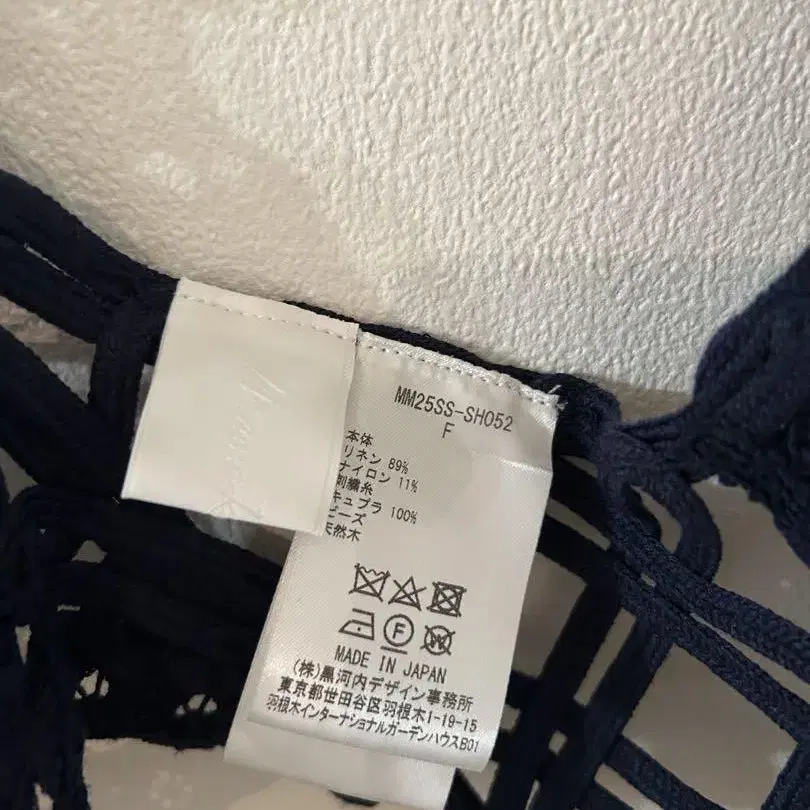 MM25SS-SH052
F
本体
リネン 89%
ナイロン 11%
刺繍糸
キュプラ 100%
ビーズ
天然木
F
MADE IN JAPAN
(株)黒河内デザイン事務所
東京都世田谷区羽根木1-19-15
羽根木インターナショナルガーデンハウスB01